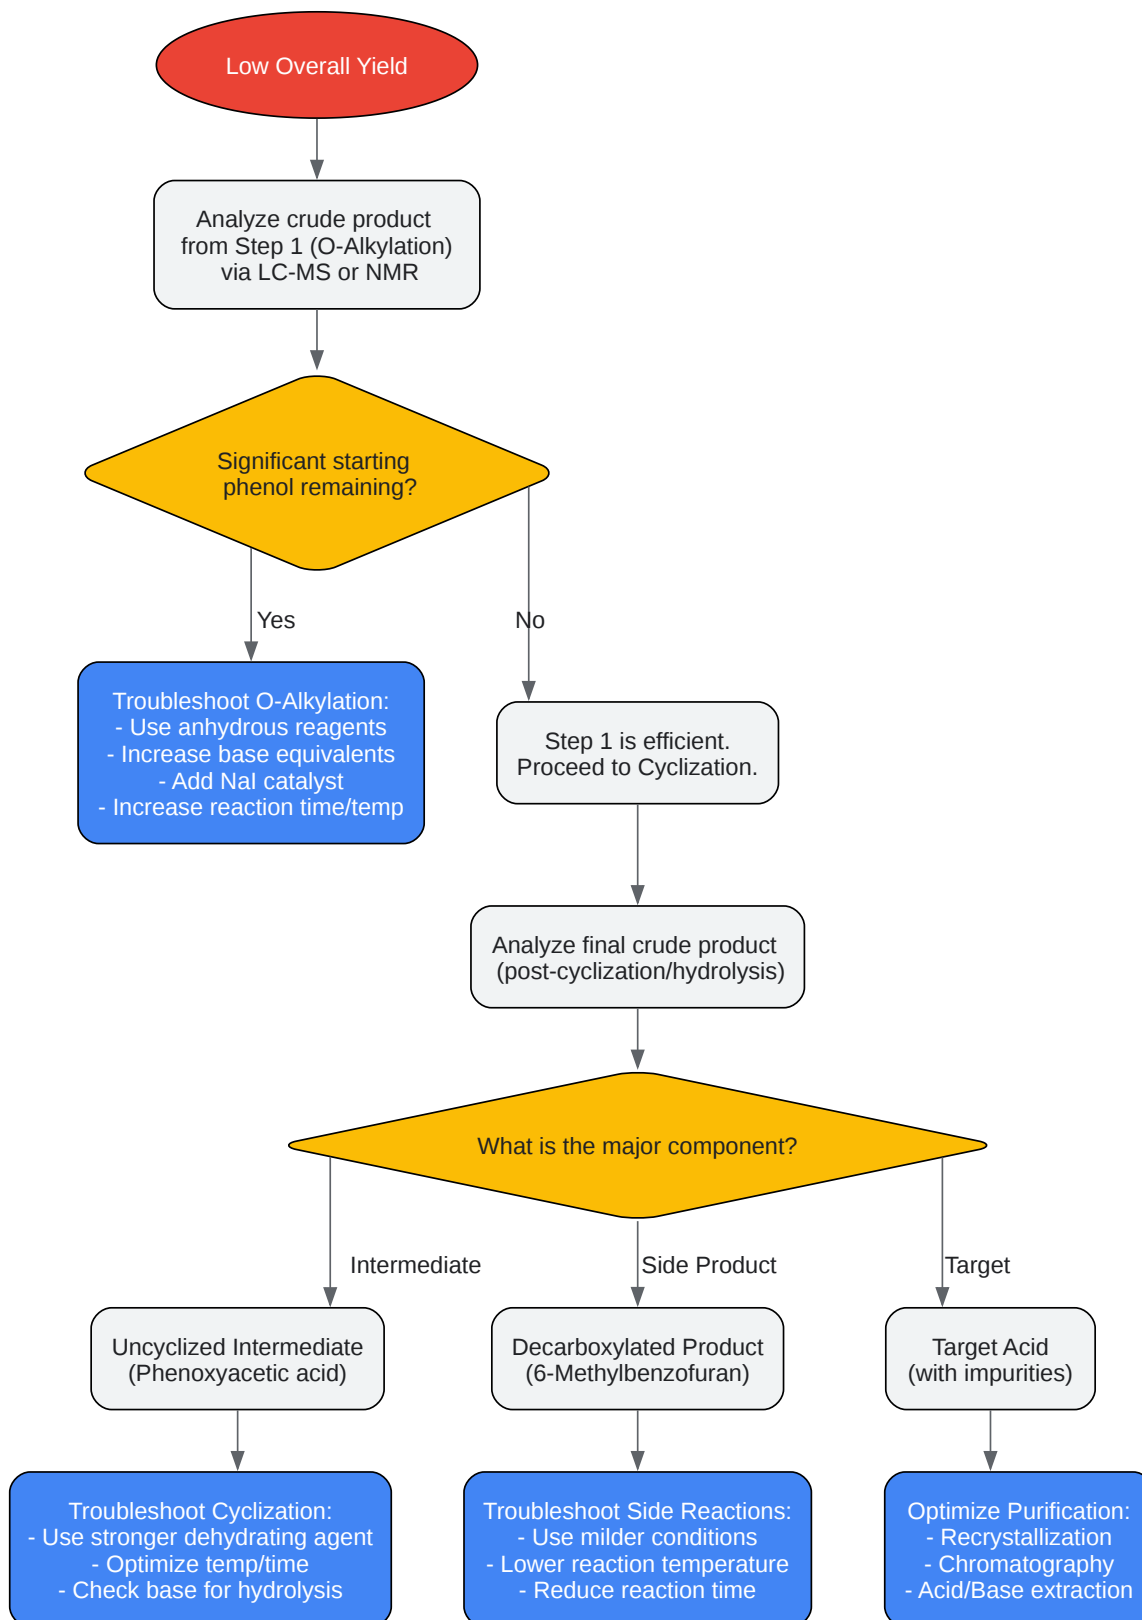 Low Overall Yield
Analyze crude product
from Step 1 (O-Alkylation)
via LC-MS or NMR
Significant starting
phenol remaining?
Yes
No
Troubleshoot O-Alkylation:
- Use anhydrous reagents
- Increase base equivalents
- Add NaI catalyst
- Increase reaction time/temp
Step 1 is efficient.
Proceed to Cyclization.
Analyze final crude product
(post-cyclization/hydrolysis)
What is the major component?
Intermediate
Side Product
Target
Uncyclized Intermediate
(Phenoxyacetic acid)
Decarboxylated Product
(6-Methylbenzofuran)
Target Acid
(with impurities)
Troubleshoot Cyclization:
- Use stronger dehydrating agent
- Optimize temp/time
- Check base for hydrolysis
Troubleshoot Side Reactions:
- Use milder conditions
- Lower reaction temperature
- Reduce reaction time
Optimize Purification:
- Recrystallization
- Chromatography
- Acid/Base extraction